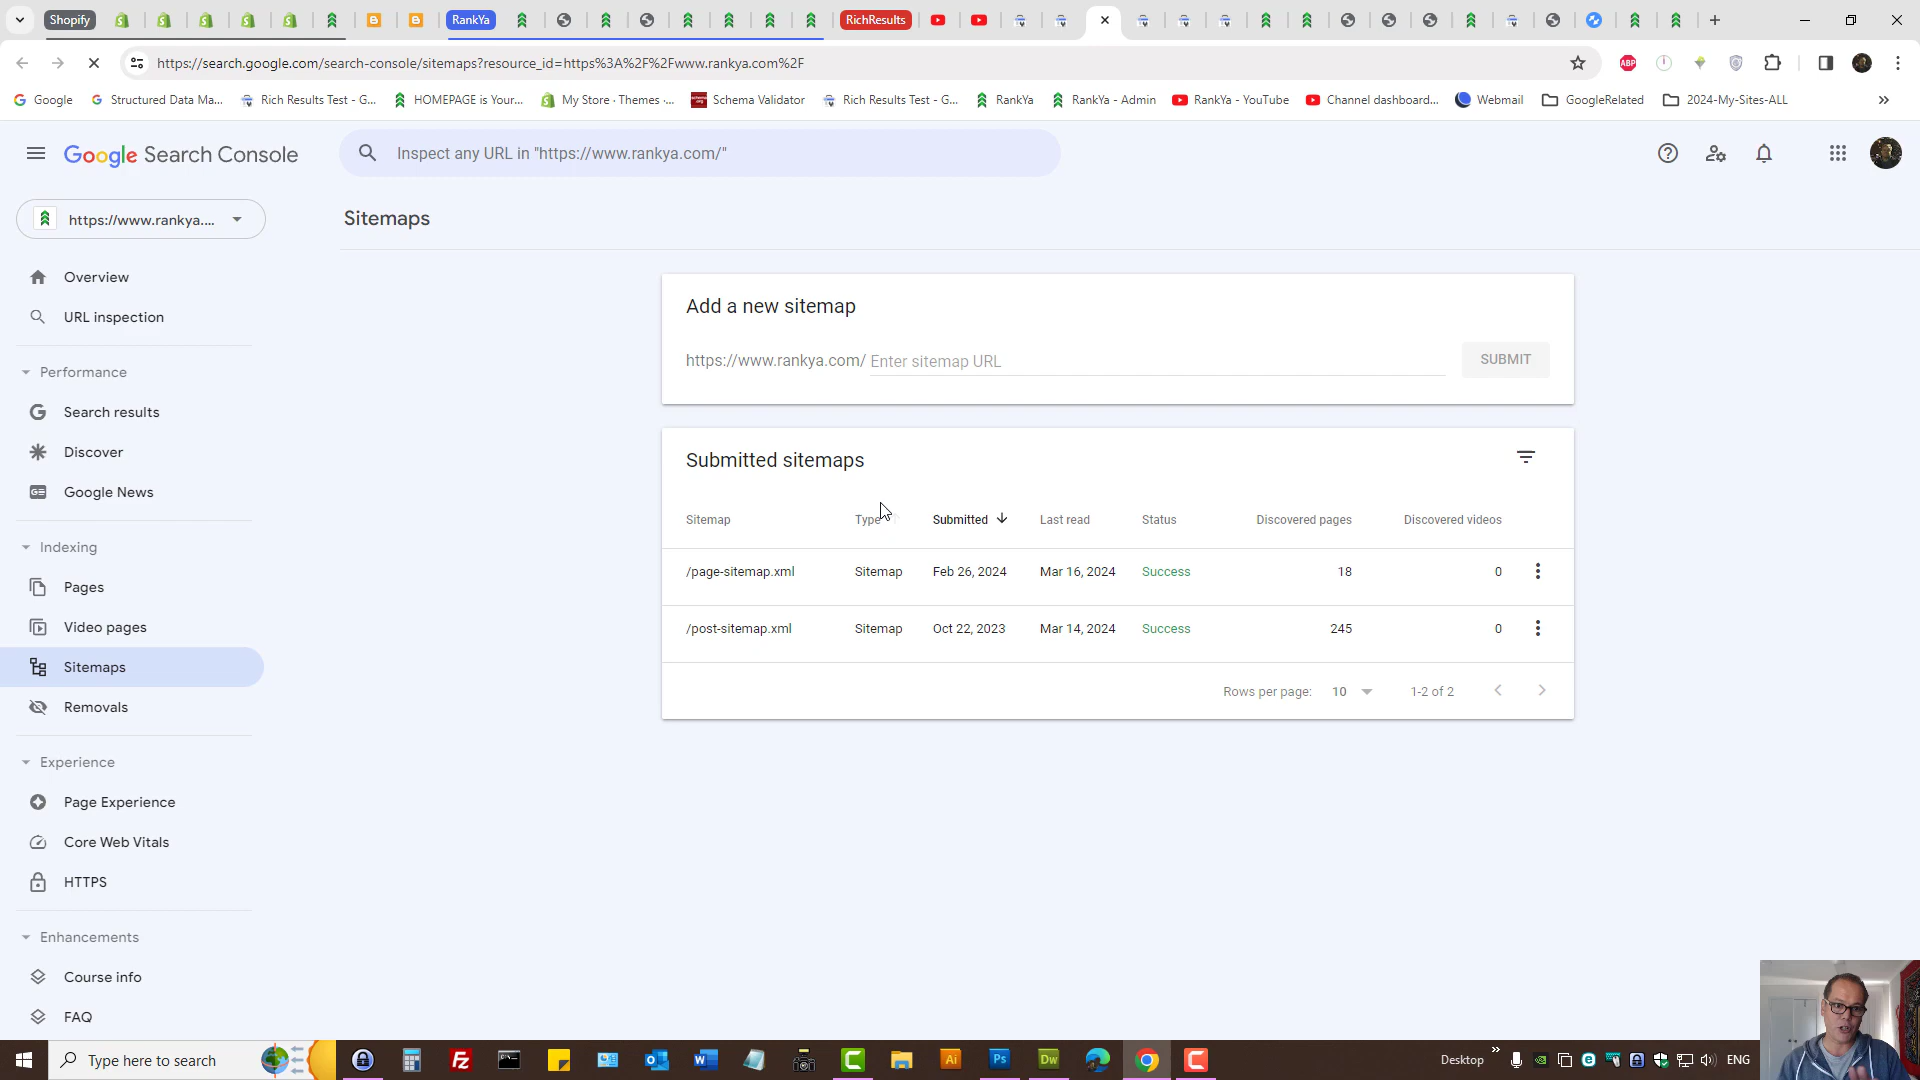 Shopify
RankYa
RichResults
https://search.google.com/search-console/sitemaps?resource_id=https%3A%2F%2Fwww.rankya.com%2F
ABP
Google
Structured Data Ma...
Rich Results Test - G...
HOMEPAGE is Your...
My Store · Themes ·...
Schema Validator
Rich Results Test - G...
RankYa
RankYa - Admin
RankYa - YouTube
Channel dashboard...
Webmail
GoogleRelated
2024-My-Sites-ALL
Google Search Console
Inspect any URL in "https://www.rankya.com/"
https://www.rankya....
Sitemaps
Overview
URL inspection
Performance
Search results
Discover
Google News
Indexing
Pages
Video pages
Sitemaps
Removals
Experience
Page Experience
Core Web Vitals
HTTPS
Enhancements
Course info
FAQ
Add a new sitemap
https://www.rankya.com/ Enter sitemap URL
SUBMIT
Submitted sitemaps
Sitemap Type Submitted Last read Status Discovered pages Discovered videos
/page-sitemap.xml Sitemap Feb 26, 2024 Mar 16, 2024 Success 18 0
/post-sitemap.xml Sitemap Oct 22, 2023 Mar 14, 2024 Success 245 0
Rows per page: 10 1-2 of 2
Type here to search
Desktop
ENG